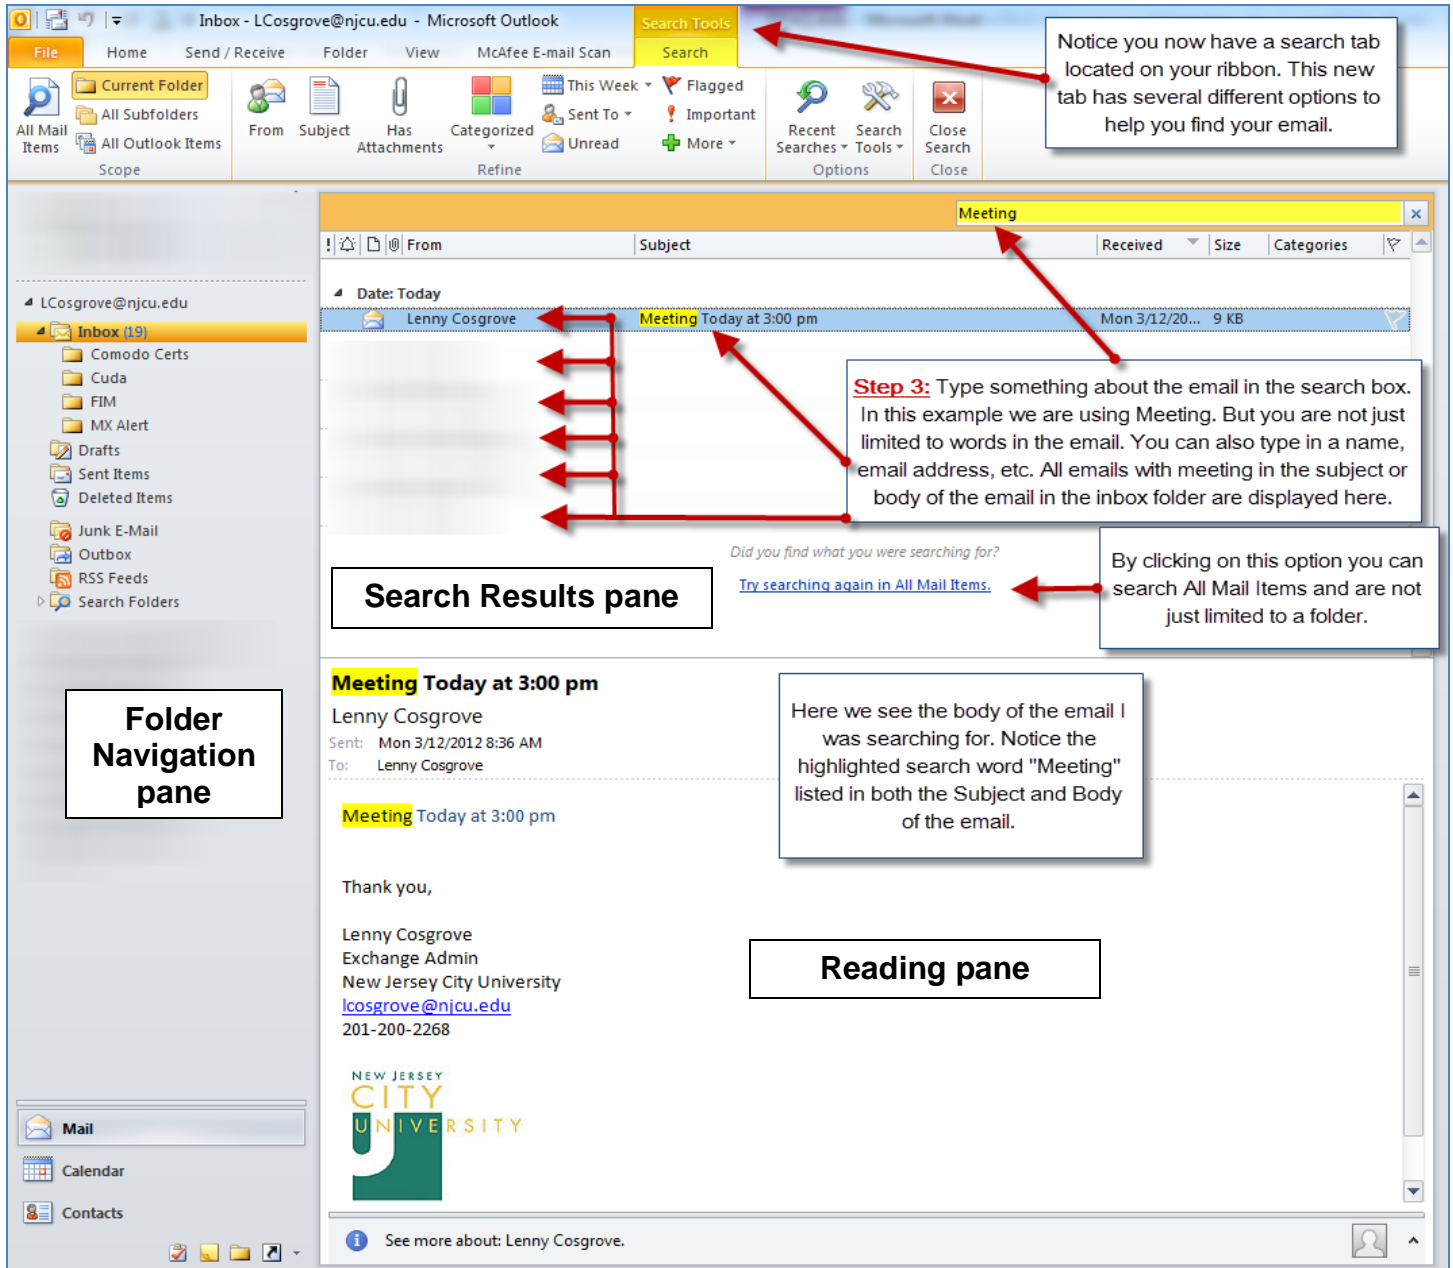 Inbox - LCosgrove@njcu.edu - Microsoft Outlook
Search Tools
File Home Send / Receive Folder View McAfee E-mail Scan Search
Notice you now have a search tab
located on your ribbon. This new
tab has several different options to
help you find your email.
All Mail
Items
Current Folder
All Subfolders
All Outlook Items
Scope
From
Subject
Has
Attachments
Categorized
This Week
Sent To
Unread
Flagged
Important
More
Refine
Recent
Searches
Search
Tools
Options
Close
Search
Close
Meeting
From Subject Received Size Categories
Date: Today
Lenny Cosgrove Meeting Today at 3:00 pm Mon 3/12/20... 9 KB
LCosgrove@njcu.edu
Inbox (19)
Comodo Certs
Cuda
FIM
MX Alert
Drafts
Sent Items
Deleted Items
Junk E-Mail
Outbox
RSS Feeds
Search Folders
Step 3: Type something about the email in the search box.
In this example we are using Meeting. But you are not just
limited to words in the email. You can also type in a name,
email address, etc. All emails with meeting in the subject or
body of the email in the inbox folder are displayed here.
Did you find what you were searching for?
Try searching again in All Mail Items.
By clicking on this option you can
search All Mail Items and are not
just limited to a folder.
Search Results pane
Folder
Navigation
pane
Meeting Today at 3:00 pm
Lenny Cosgrove
Sent: Mon 3/12/2012 8:36 AM
To: Lenny Cosgrove
Here we see the body of the email I
was searching for. Notice the
highlighted search word "Meeting"
listed in both the Subject and Body
of the email.
Meeting Today at 3:00 pm
Thank you,
Lenny Cosgrove
Exchange Admin
New Jersey City University
lcosgrove@njcu.edu
201-200-2268
Reading pane
NEW JERSEY
CITY
UNIVERSITY
Mail
Calendar
Contacts
See more about: Lenny Cosgrove.